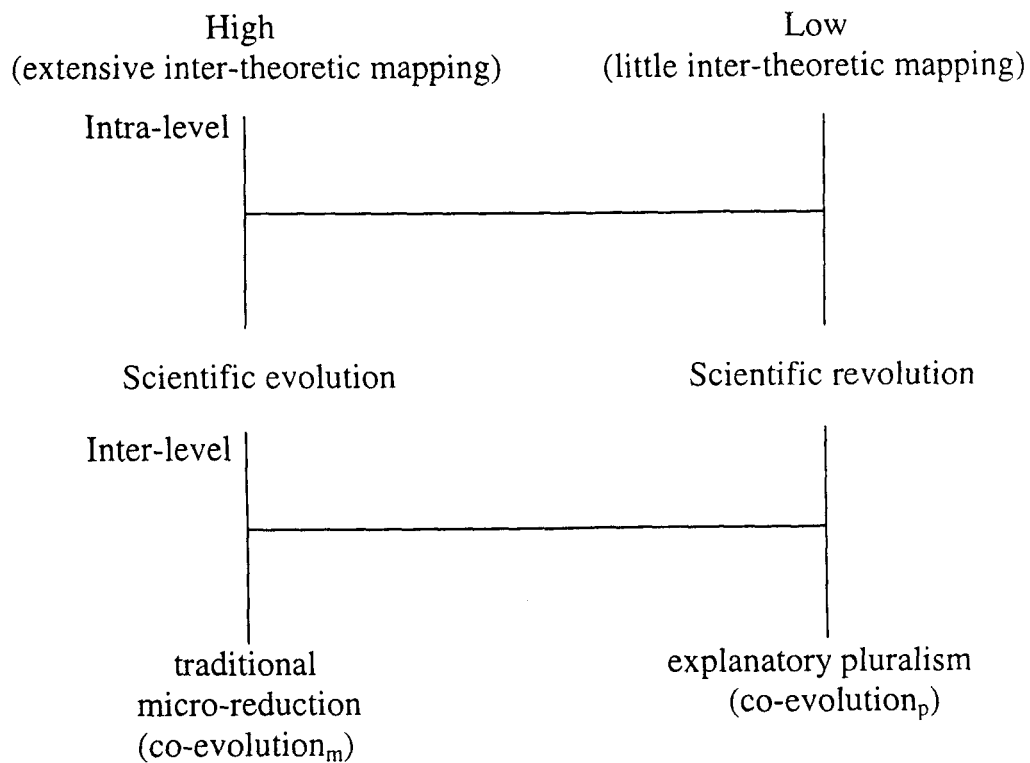 High
(extensive inter-theoretic mapping)
Low
(little inter-theoretic mapping)
Intra-level
Scientific evolution
Scientific revolution
Inter-level
traditional
micro-reduction
(co-evolutionₘ)
explanatory pluralism
(co-evolutionₚ)